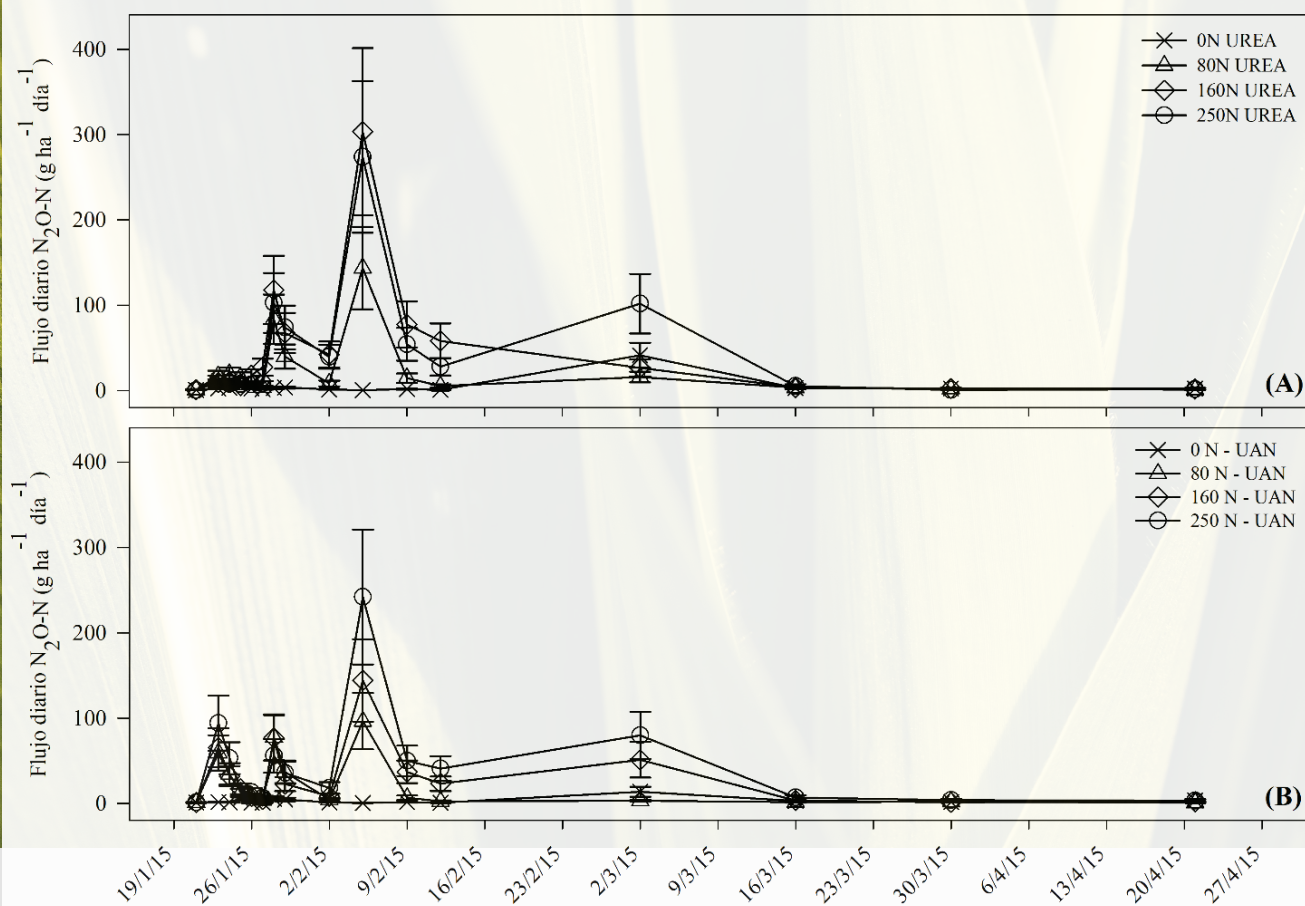 Flujo diario N2O-N (g ha-1 día-1)
400
300
200
100
0
0N UREA
80N UREA
160N UREA
250N UREA
(A)
Flujo diario N2O-N (g ha-1 día-1)
400
300
200
100
0
0 N - UAN
80 N - UAN
160 N - UAN
250 N - UAN
(B)
19/1/15
26/1/15
2/2/15
9/2/15
16/2/15
23/2/15
2/3/15
9/3/15
16/3/15
23/3/15
30/3/15
6/4/15
13/4/15
20/4/15
27/4/15